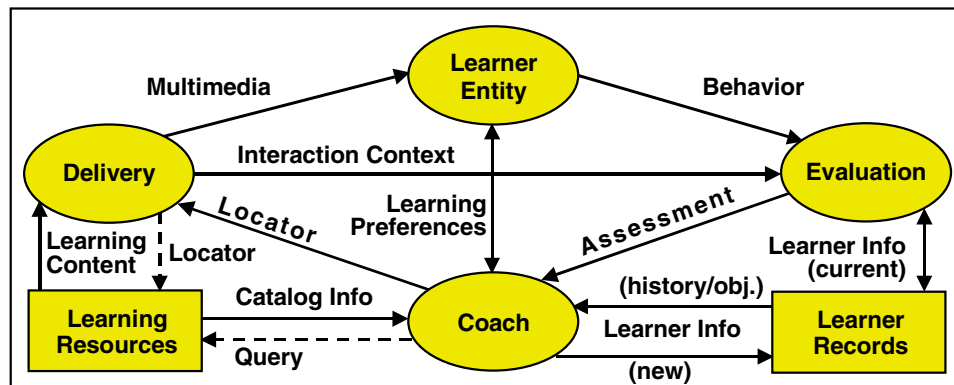 Learner
Entity
Multimedia
Behavior
Interaction Context
Delivery
Evaluation
Learning
Preferences
Locator
Assessment
Learning
Content
Locator
Learner Info
(current)
Catalog Info
(history/obj.)
Learning
Resources
Coach
Learner Info
Learner
Records
Query
(new)